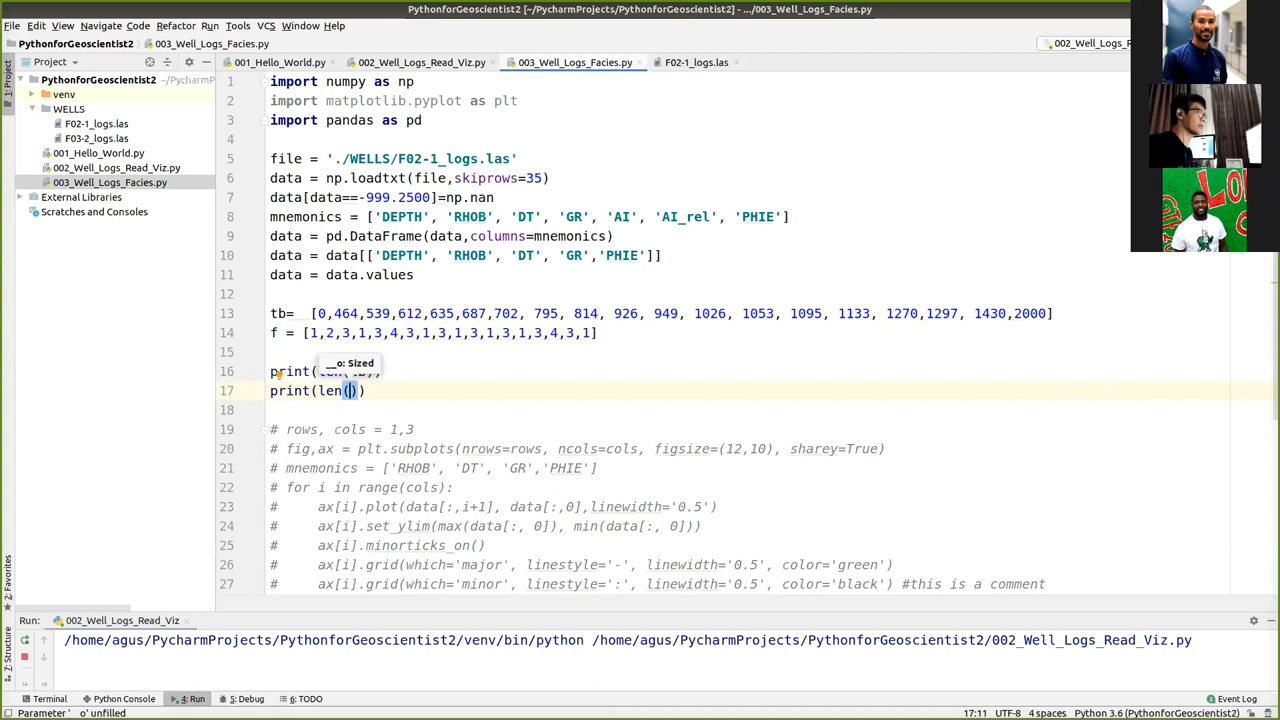 PythonforGeoscientist2 [~/PycharmProjects/PythonforGeoscientist2] - .../003_Well_Logs_Facies.py
File Edit View Navigate Code Refactor Run Tools VCS Window Help
PythonforGeoscientist2 003_Well_Logs_Facies.py 002_Well_Logs_R
Project 001_Hello_World.py 002_Well_Logs_Read_Viz.py 003_Well_Logs_Facies.py F02-1_logs.las
1: Project
PythonforGeoscientist2 ~/PycharmP
venv
WELLS
F02-1_logs.las
F03-2_logs.las
001_Hello_World.py
002_Well_Logs_Read_Viz.py
003_Well_Logs_Facies.py
External Libraries
Scratches and Consoles
1 import numpy as np
2 import matplotlib.pyplot as plt
3 import pandas as pd
4
5 file = './WELLS/F02-1_logs.las'
6 data = np.loadtxt(file,skiprows=35)
7 data[data==-999.2500]=np.nan
8 mnemonics = ['DEPTH', 'RHOB', 'DT', 'GR', 'AI', 'AI_rel', 'PHIE']
9 data = pd.DataFrame(data,columns=mnemonics)
10 data = data[['DEPTH', 'RHOB', 'DT', 'GR','PHIE']]
11 data = data.values
12
13 tb= [0,464,539,612,635,687,702, 795, 814, 926, 949, 1026, 1053, 1095, 1133, 1270,1297, 1430,2000]
14 f = [1,2,3,1,3,4,3,1,3,1,3,1,3,1,3,4,3,1]
15
__o: Sized
16 print(len(tb))
17 print(len())
18
19 # rows, cols = 1,3
20 # fig,ax = plt.subplots(nrows=rows, ncols=cols, figsize=(12,10), sharey=True)
21 # mnemonics = ['RHOB', 'DT', 'GR','PHIE']
22 # for i in range(cols):
23 #     ax[i].plot(data[:,i+1], data[:,0],linewidth='0.5')
24 #     ax[i].set_ylim(max(data[:, 0]), min(data[:, 0]))
25 #     ax[i].minorticks_on()
26 #     ax[i].grid(which='major', linestyle='-', linewidth='0.5', color='green')
27 #     ax[i].grid(which='minor', linestyle=':', linewidth='0.5', color='black') #this is a comment
2: Favorites
7: Structure
Run: 002_Well_Logs_Read_Viz
/home/agus/PycharmProjects/PythonforGeoscientist2/venv/bin/python /home/agus/PycharmProjects/PythonforGeoscientist2/002_Well_Logs_Read_Viz.py
Terminal Python Console 4: Run 5: Debug 6: TODO Event Log
Parameter '__o' unfilled 17:11 UTF-8 4 spaces Python 3.6 (PythonforGeoscientist2)